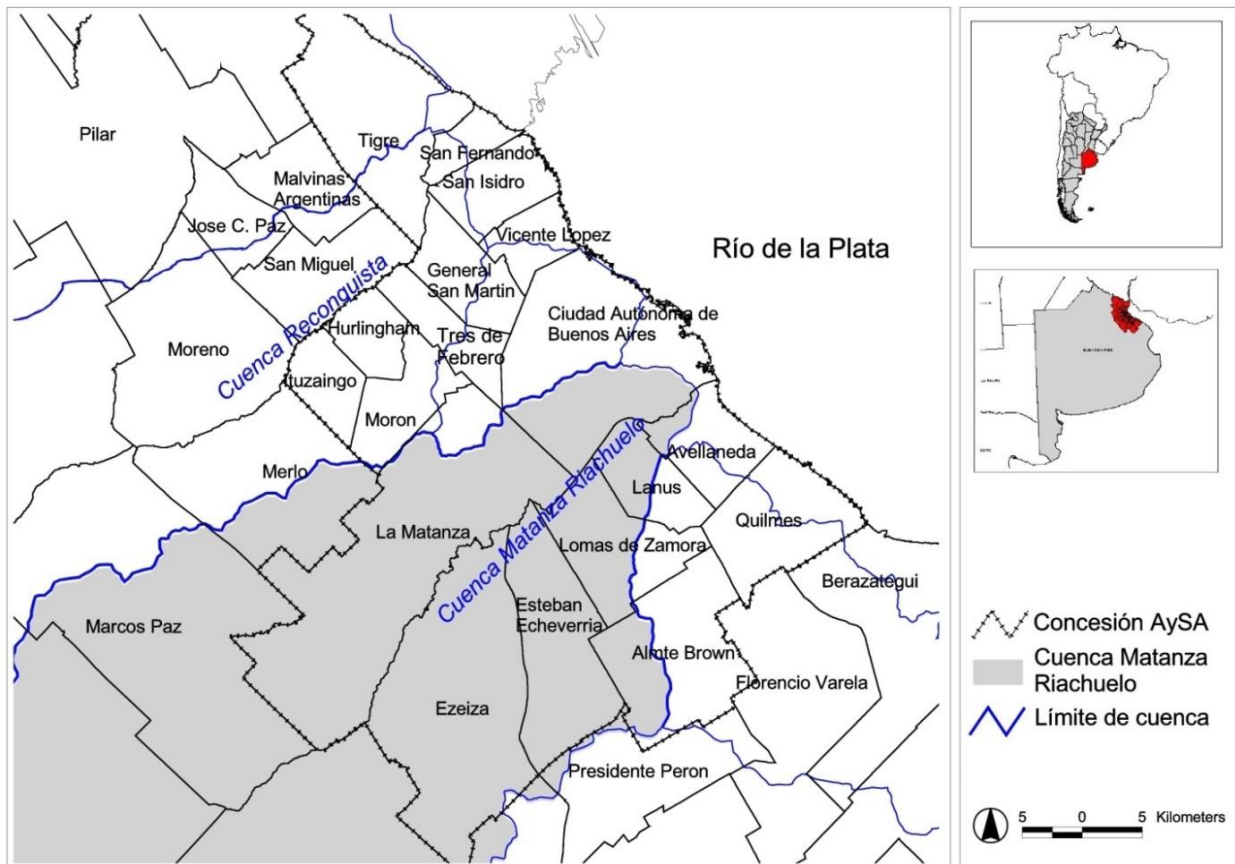 Pilar
Tigre
San Fernando
San Isidro
Malvinas
Argentinas
Jose C. Paz
Vicente Lopez
Río de la Plata
San Miguel
General
San Martin
Cuenca Reconquista
Ciudad Autónoma de
Buenos Aires
Hurlingham
Tres de
Febrero
Moreno
Ituzaingo
Moron
Merlo
Avellaneda
Lanus
Cuenca Matanza Riachuelo
La Matanza
Quilmes
Lomas de Zamora
Berazategui
Esteban
Echeverria
Marcos Paz
Almte Brown
Florencio Varela
Ezeiza
Presidente Peron
Concesión AySA
Cuenca Matanza
Riachuelo
Límite de cuenca
5 0 5 Kilometers